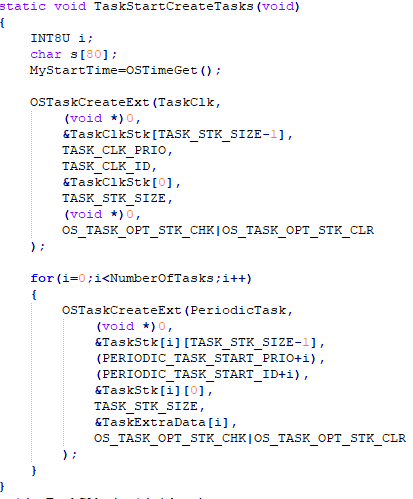 static void TaskStartCreateTasks(void)
{
    INT8U i;
    char s[80];
    MyStartTime=OSTimeGet();

    OSTaskCreateExt(TaskClk,
        (void *)0,
        &TaskClkStk[TASK_STK_SIZE-1],
        TASK_CLK_PRIO,
        TASK_CLK_ID,
        &TaskClkStk[0],
        TASK_STK_SIZE,
        (void *)0,
        OS_TASK_OPT_STK_CHK|OS_TASK_OPT_STK_CLR
    );

    for(i=0;i<NumberOfTasks;i++)
    {
        OSTaskCreateExt(PeriodicTask,
            (void *)0,
            &TaskStk[i][TASK_STK_SIZE-1],
            (PERIODIC_TASK_START_PRIO+i),
            (PERIODIC_TASK_START_ID+i),
            &TaskStk[i][0],
            TASK_STK_SIZE,
            &TaskExtraData[i],
            OS_TASK_OPT_STK_CHK|OS_TASK_OPT_STK_CLR
        );
    }
}